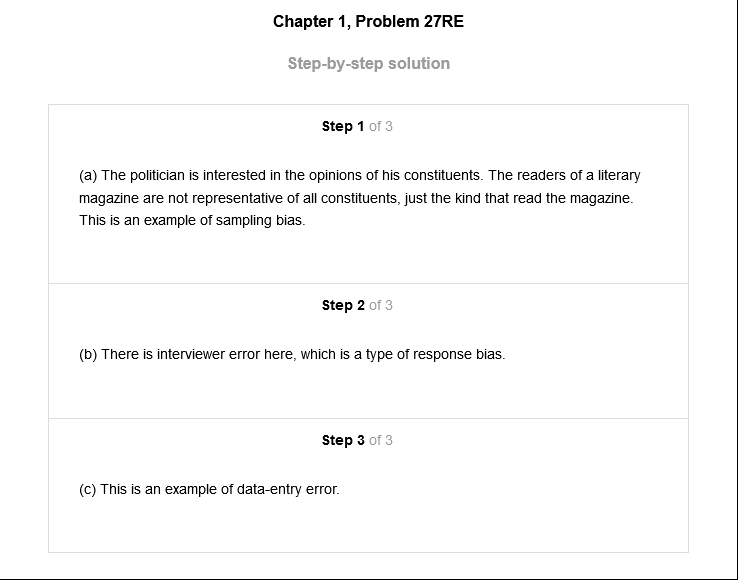 Chapter 1, Problem 27RE
Step-by-step solution
Step 1 of 3
(a) The politician is interested in the opinions of his constituents. The readers of a literary
magazine are not representative of all constituents, just the kind that read the magazine.
This is an example of sampling bias.
Step 2 of 3
(b) There is interviewer error here, which is a type of response bias.
Step 3 of 3
(c) This is an example of data-entry error.